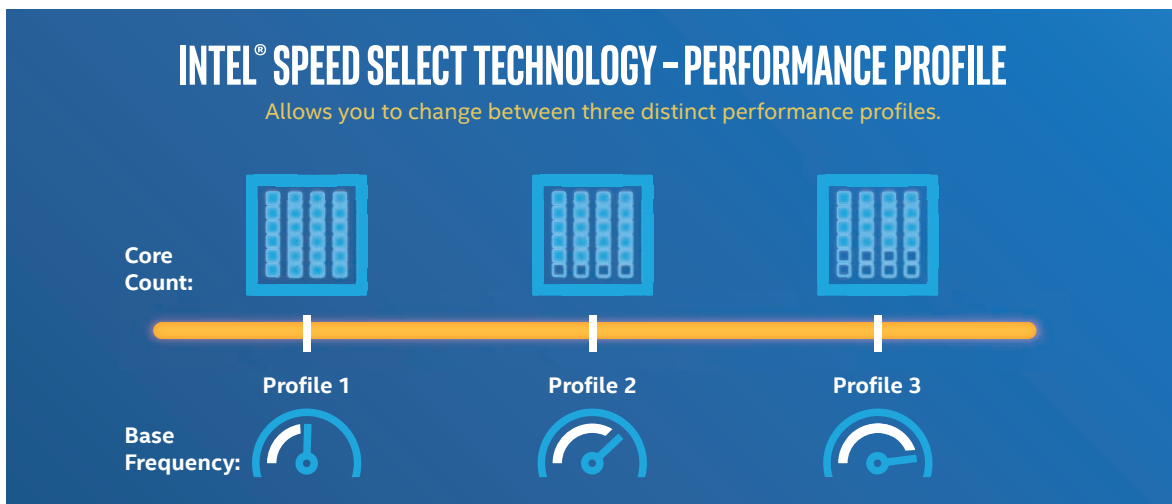 INTEL® SPEED SELECT TECHNOLOGY – PERFORMANCE PROFILE
Allows you to change between three distinct performance profiles.
Core
Count:
Profile 1
Profile 2
Profile 3
Base
Frequency: